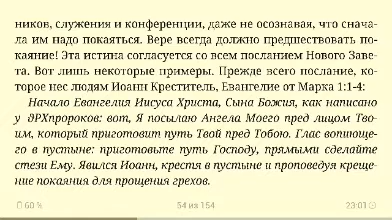 ников, служения и конференции, даже не осознавая, что снача-
ла им надо покаяться. Вере всегда должно предшествовать по-
каяние! Эта истина согласуется со всем посланием Нового Заве-
та. Вот лишь некоторые примеры. Прежде всего послание, ко-
торое нес людям Иоанн Креститель, Евангелие от Марка 1:1-4:
Начало Евангелия Иисуса Христа, Сына Божия, как написано
у ϑРХпророков: вот, Я посылаю Ангела Моего пред лицом Тво-
им, который приготовит путь Твой пред Тобою. Глас вопиюще-
го в пустыне: приготовьте путь Господу, прямыми сделайте
стези Ему. Явился Иоанн, крестя в пустыне и проповедуя креще-
ние покаяния для прощения грехов.
60 % 54 из 154 23:01